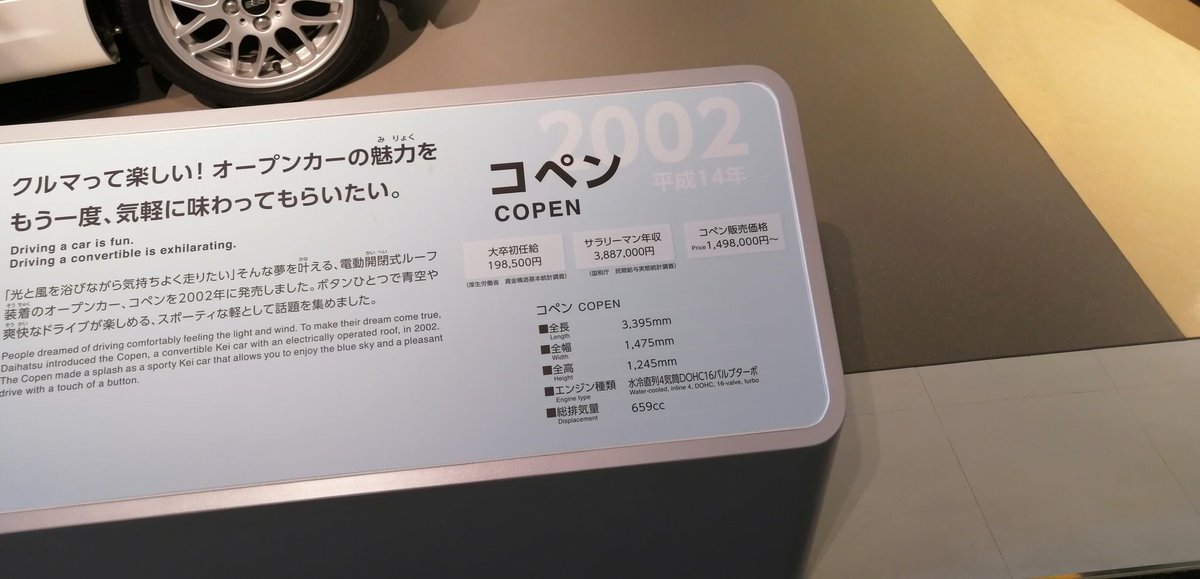 クルマって楽しい！オープンカーの魅力を
もう一度、気軽に味わってもらいたい。
Driving a car is fun.
Driving a convertible is exhilarating.
「光と風を浴びながら気持ちよく走りたい」そんな夢を叶える、電動開閉式ルーフ
装着のオープンカー、コペンを2002年に発売しました。ボタンひとつで青空や
爽快なドライブが楽しめる、スポーティな軽として話題を集めました。
People dreamed of driving comfortably feeling the light and wind. To make their dream come true,
Daihatsu introduced the Copen, a convertible Kei car with an electrically operated roof, in 2002.
The Copen made a splash as a sporty Kei car that allows you to enjoy the blue sky and a pleasant
drive with a touch of a button.
2002
平成14年
コペン
COPEN
大卒初任給
198,500円
(厚生労働省 賃金構造基本統計調査)
サラリーマン年収
3,887,000円
(国税庁 民間給与実態統計調査)
コペン販売価格
Price 1,498,000円～
コペン COPEN
■全長 3,395mm
Length
■全幅 1,475mm
Width
■全高 1,245mm
Height
■エンジン種類 水冷直列4気筒DOHC16バルブターボ
Engine type Water-cooled, inline 4, DOHC, 16-valve, turbo
■総排気量 659cc
Displacement